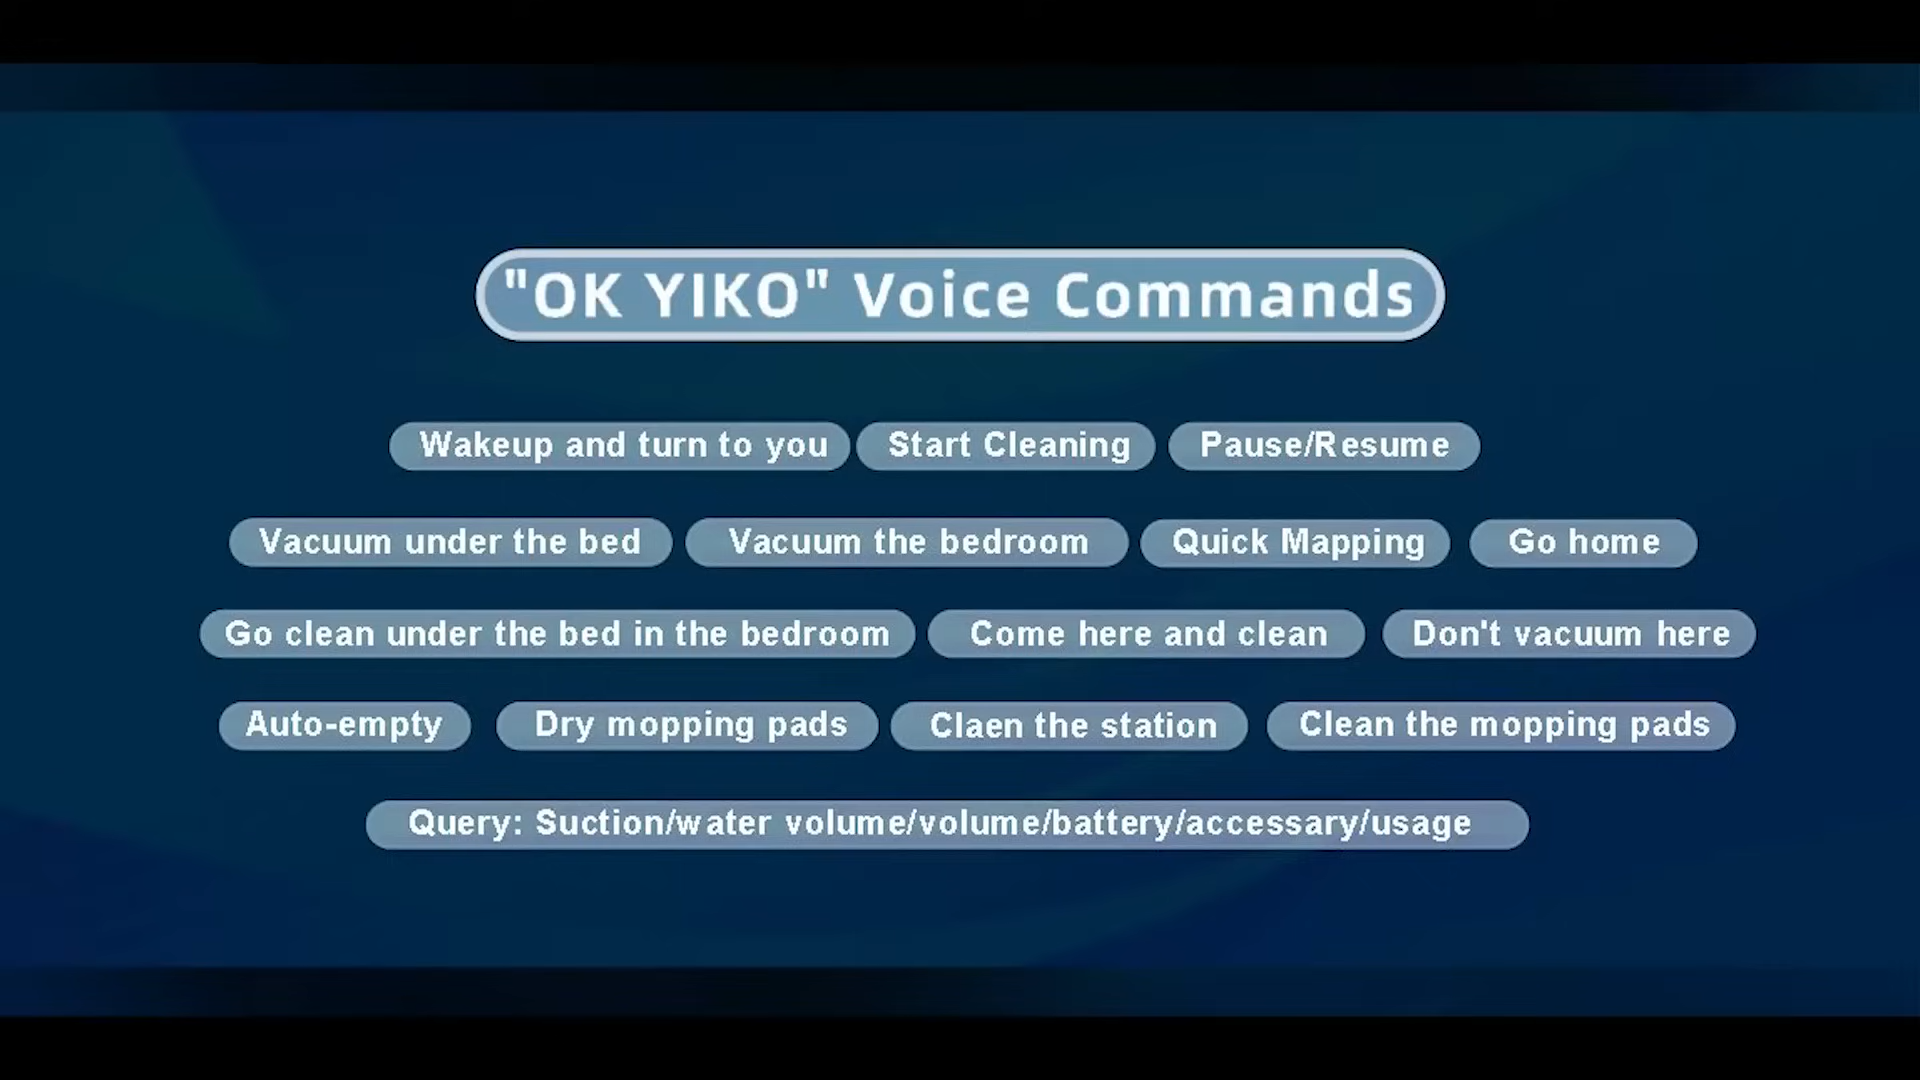 "OK YIKO" Voice Commands
Wakeup and turn to you Start Cleaning Pause/Resume
Vacuum under the bed Vacuum the bedroom Quick Mapping Go home
Go clean under the bed in the bedroom Come here and clean Don't vacuum here
Auto-empty Dry mopping pads Claen the station Clean the mopping pads
Query: Suction/water volume/volume/battery/accessary/usage